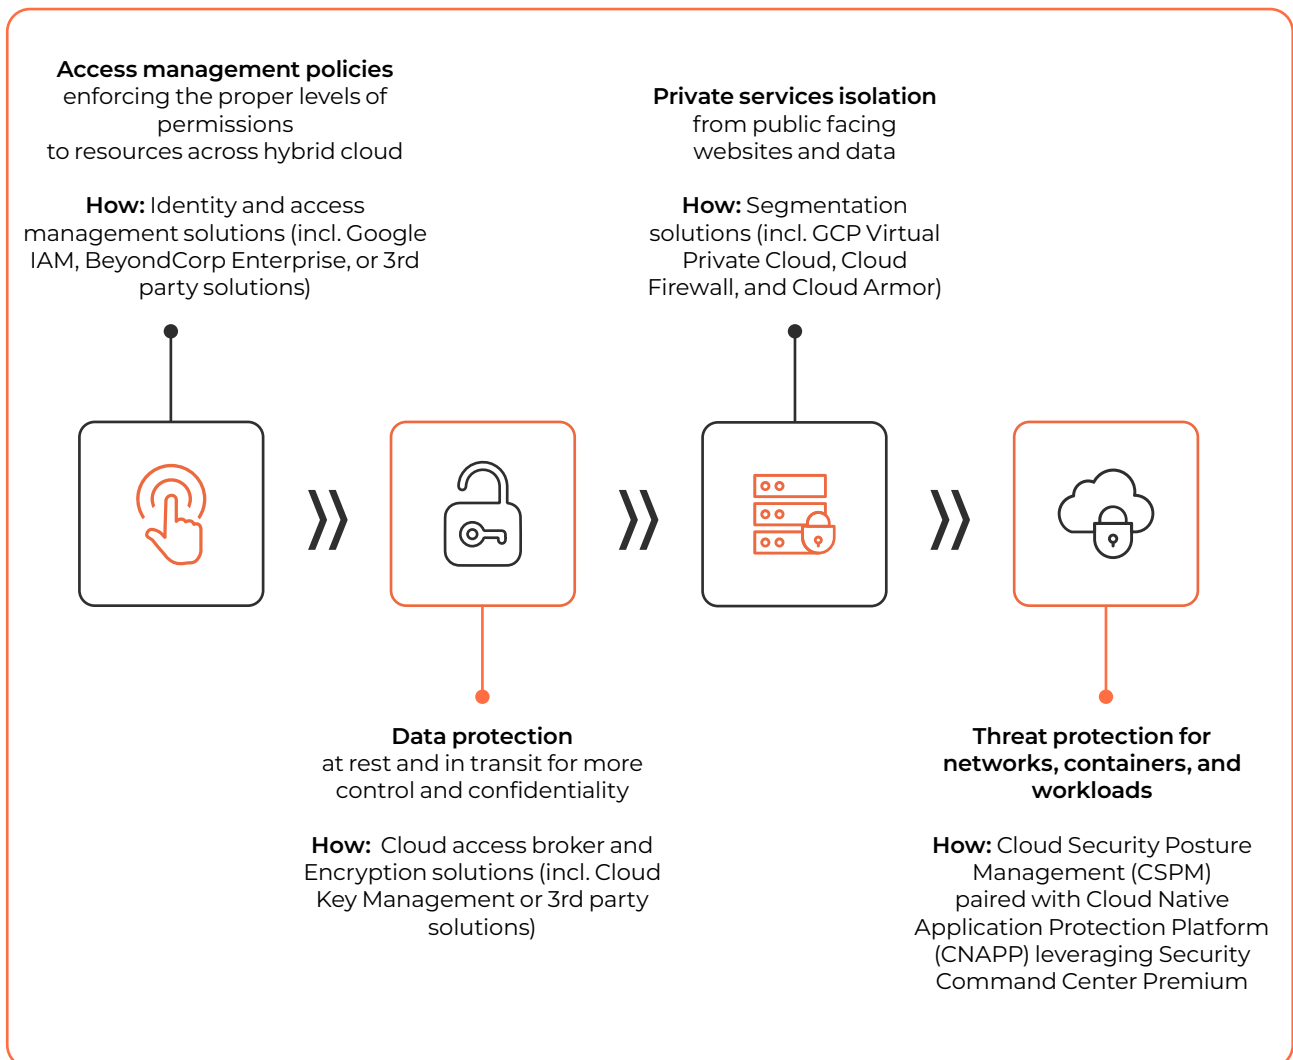 Access management policies
enforcing the proper levels of
permissions
to resources across hybrid cloud
How: Identity and access
management solutions (incl. Google
IAM, BeyondCorp Enterprise, or 3rd
party solutions)
Private services isolation
from public facing
websites and data
How: Segmentation
solutions (incl. GCP Virtual
Private Cloud, Cloud
Firewall, and Cloud Armor)
Data protection
at rest and in transit for more
control and confidentiality
How: Cloud access broker and
Encryption solutions (incl. Cloud
Key Management or 3rd party
solutions)
Threat protection for
networks, containers, and
workloads
How: Cloud Security Posture
Management (CSPM)
paired with Cloud Native
Application Protection Platform
(CNAPP) leveraging Security
Command Center Premium